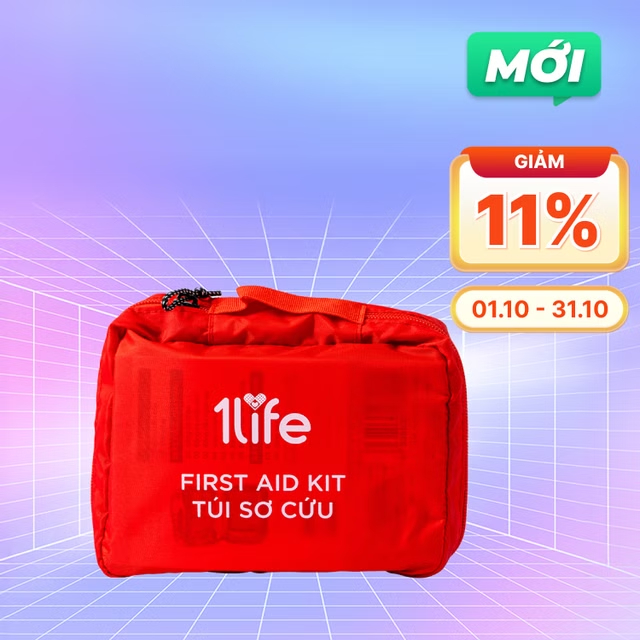 MỚI
GIẢM
11%
01.10 - 31.10
1life
FIRST AID KIT
TÚI SƠ CỨU